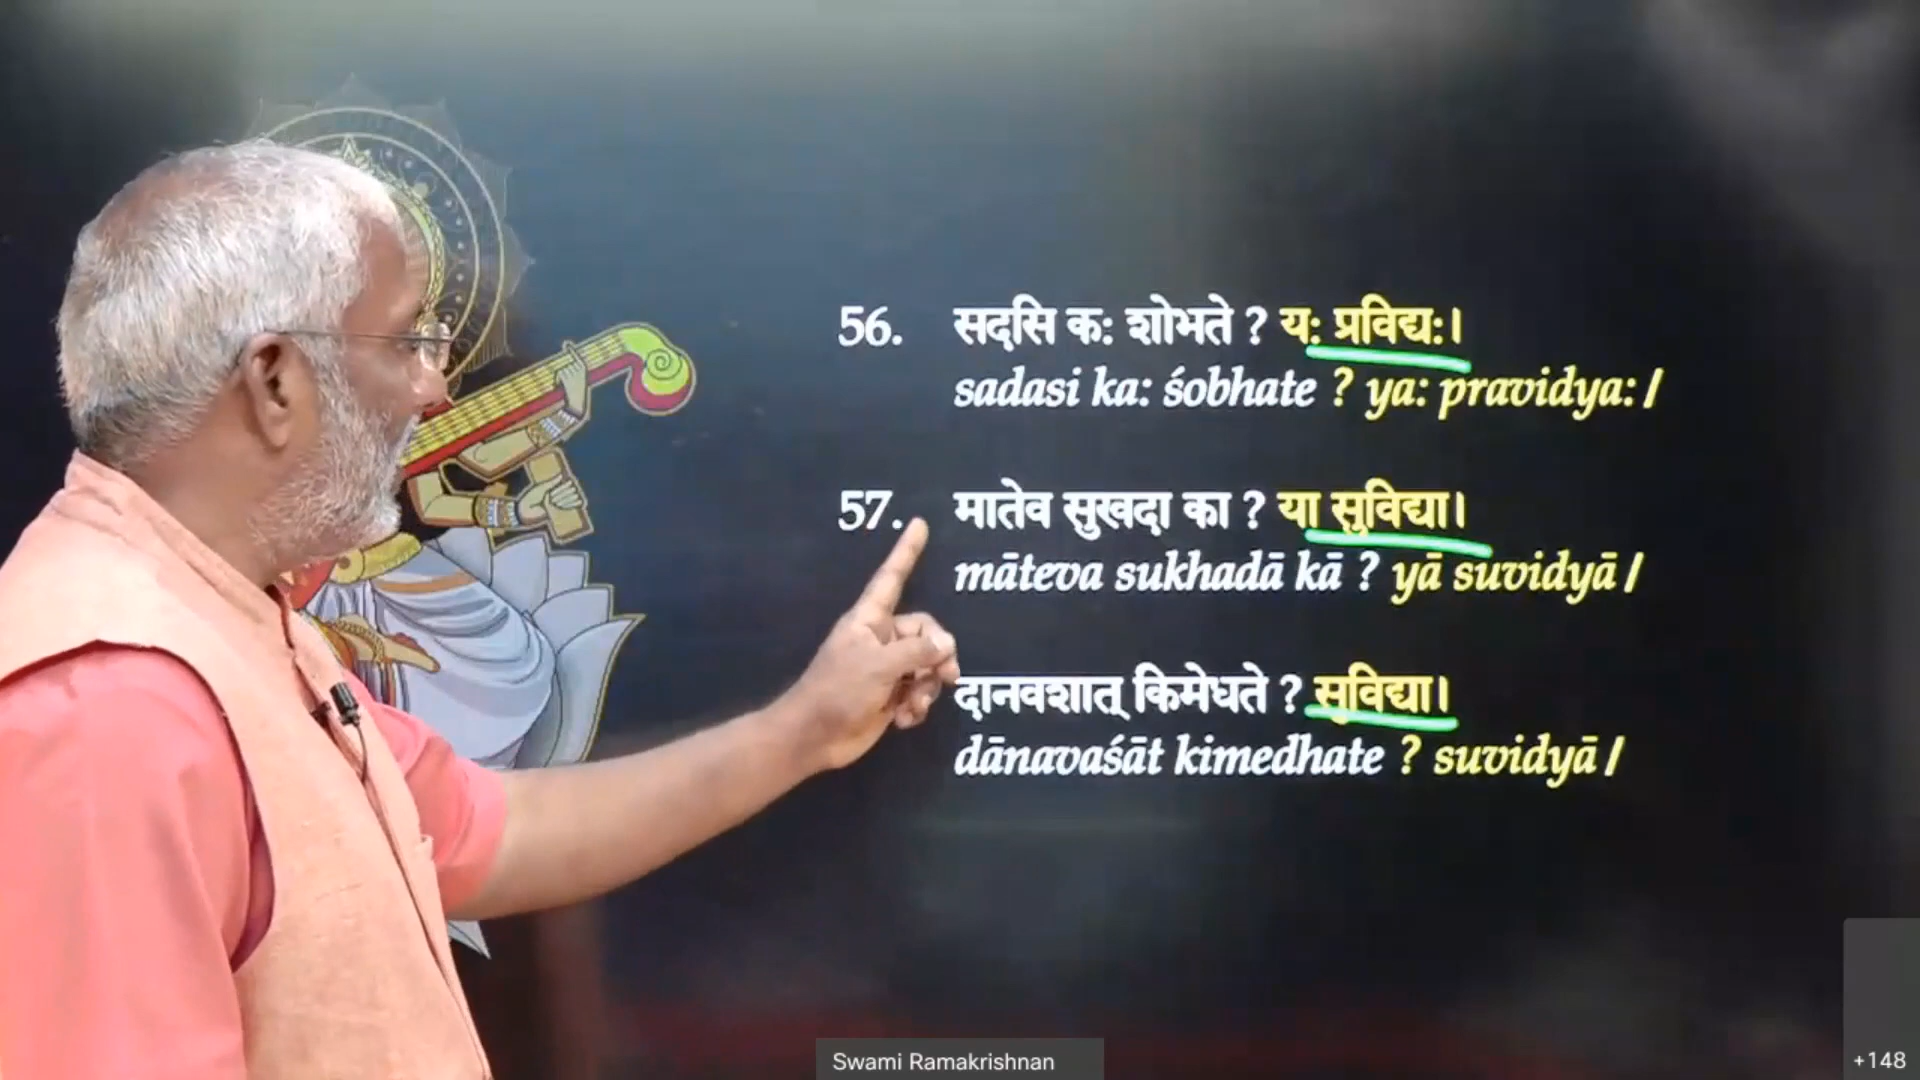 56. सदसि क: शोभते ? य: प्रविद्य:।
sadasi ka: śobhate ? ya: pravidya: /
57. मातेव सुखदा का ? या सुविद्या।
māteva sukhadā kā ? yā suvidyā /
दानवशात् किमेधते ? सुविद्या।
dānavaśāt kimedhate ? suvidyā /
Swami Ramakrishnan
+148